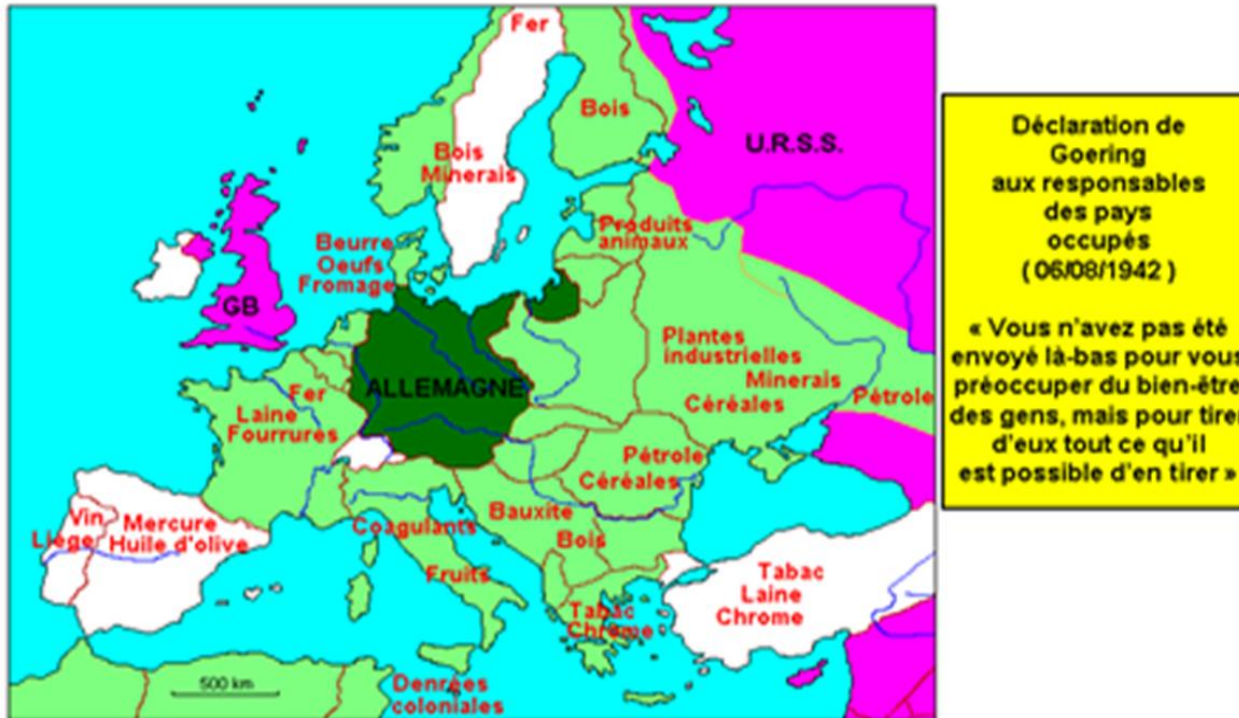 Fer
Bois
U.R.S.S.
Bois
Minerais
Produits
animaux
Beurre
Oeufs
Fromage
GB
Plantes
industrielles
Minerais
Céréales
Pétrole
ALLEMAGNE
Fer
Laine
Fourrures
Pétrole
Céréales
Vin
Liège
Mercure
Huile d'olive
Coagulants
Bauxite
Bois
Fruits
Tabac
Chrome
Tabac
Laine
Chrome
500 km
Denrées
coloniales
Déclaration de
Goering
aux responsables
des pays
occupés
( 06/08/1942 )
« Vous n'avez pas été
envoyé là-bas pour vous
préoccuper du bien-être
des gens, mais pour tirer
d'eux tout ce qu'il
est possible d'en tirer »